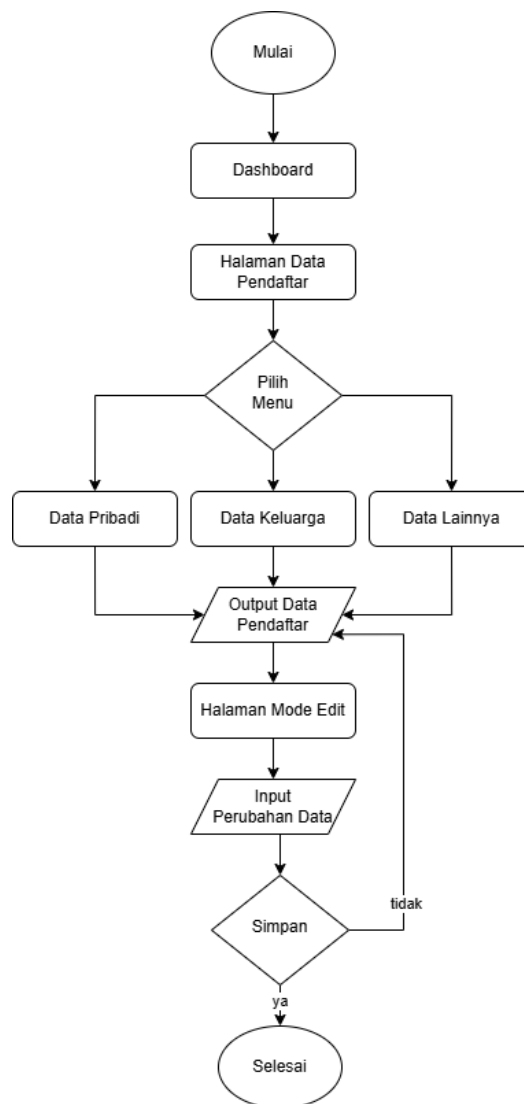 Mulai
Dashboard
Halaman Data
Pendaftar
Pilih
Menu
Data Pribadi
Data Keluarga
Data Lainnya
Output Data
Pendaftar
Halaman Mode Edit
Input
Perubahan Data
Simpan
tidak
ya
Selesai